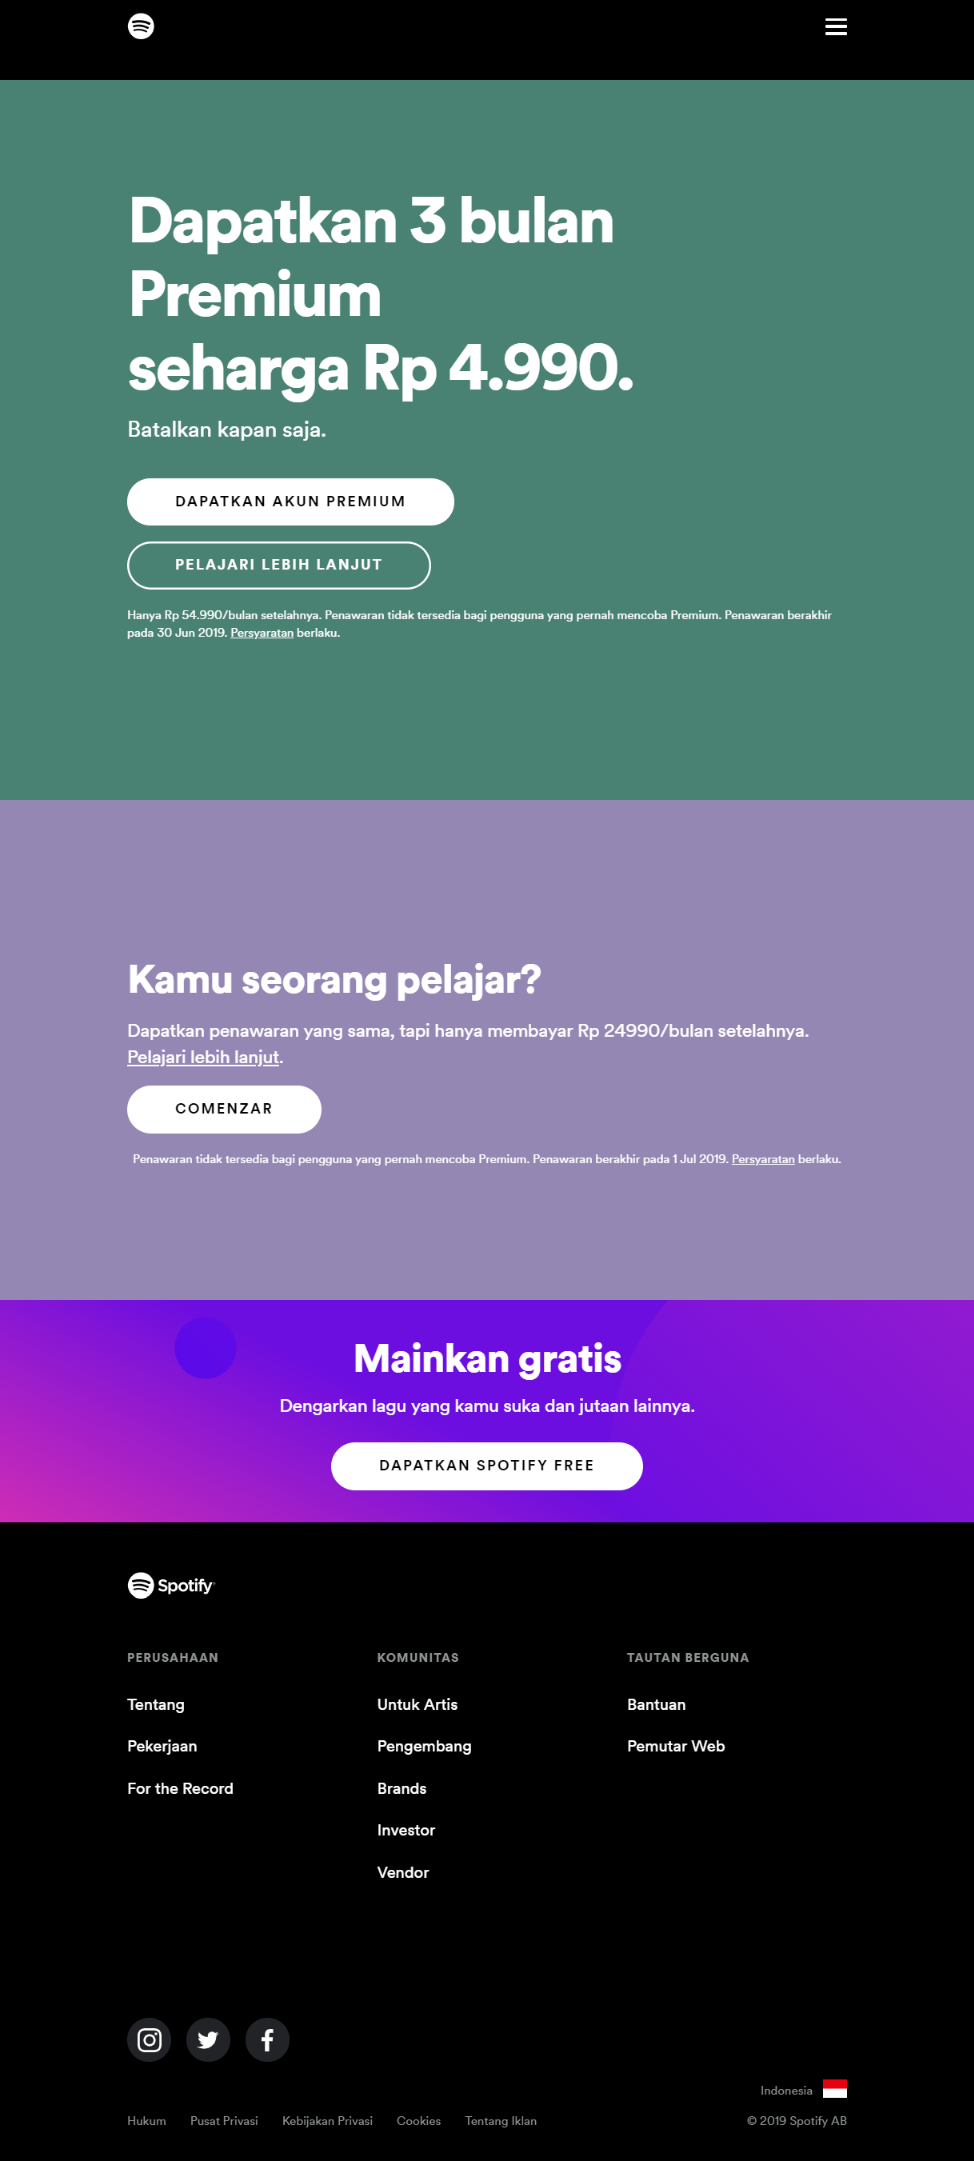 Dapatkan 3 bulan
Premium
seharga Rp 4.990.
Batalkan kapan saja.
DAPATKAN AKUN PREMIUM
PELAJARI LEBIH LANJUT
Hanya Rp 54.990/bulan setelahnya. Penawaran tidak tersedia bagi pengguna yang pernah mencoba Premium. Penawaran berakhir
pada 30 Jun 2019. Persyaratan berlaku.
Kamu seorang pelajar?
Dapatkan penawaran yang sama, tapi hanya membayar Rp 24990/bulan setelahnya.
Pelajari lebih lanjut.
COMENZAR
Penawaran tidak tersedia bagi pengguna yang pernah mencoba Premium. Penawaran berakhir pada 1 Jul 2019. Persyaratan berlaku.
Mainkan gratis
Dengarkan lagu yang kamu suka dan jutaan lainnya.
DAPATKAN SPOTIFY FREE
Spotify
PERUSAHAAN
Tentang
Pekerjaan
For the Record
KOMUNITAS
Untuk Artis
Pengembang
Brands
Investor
Vendor
TAUTAN BERGUNA
Bantuan
Pemutar Web
Indonesia
Hukum Pusat Privasi Kebijakan Privasi Cookies Tentang Iklan © 2019 Spotify AB